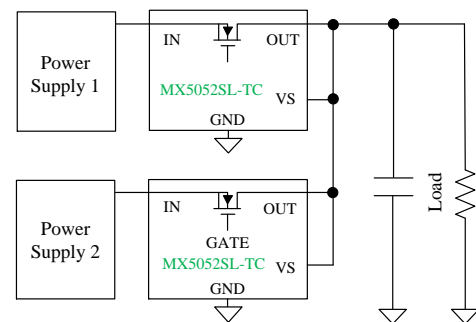 Power
Supply 1
IN
OUT
MX5052SL-TC
VS
GND
Power
Supply 2
IN
OUT
GATE
MX5052SL-TC
VS
GND
Load